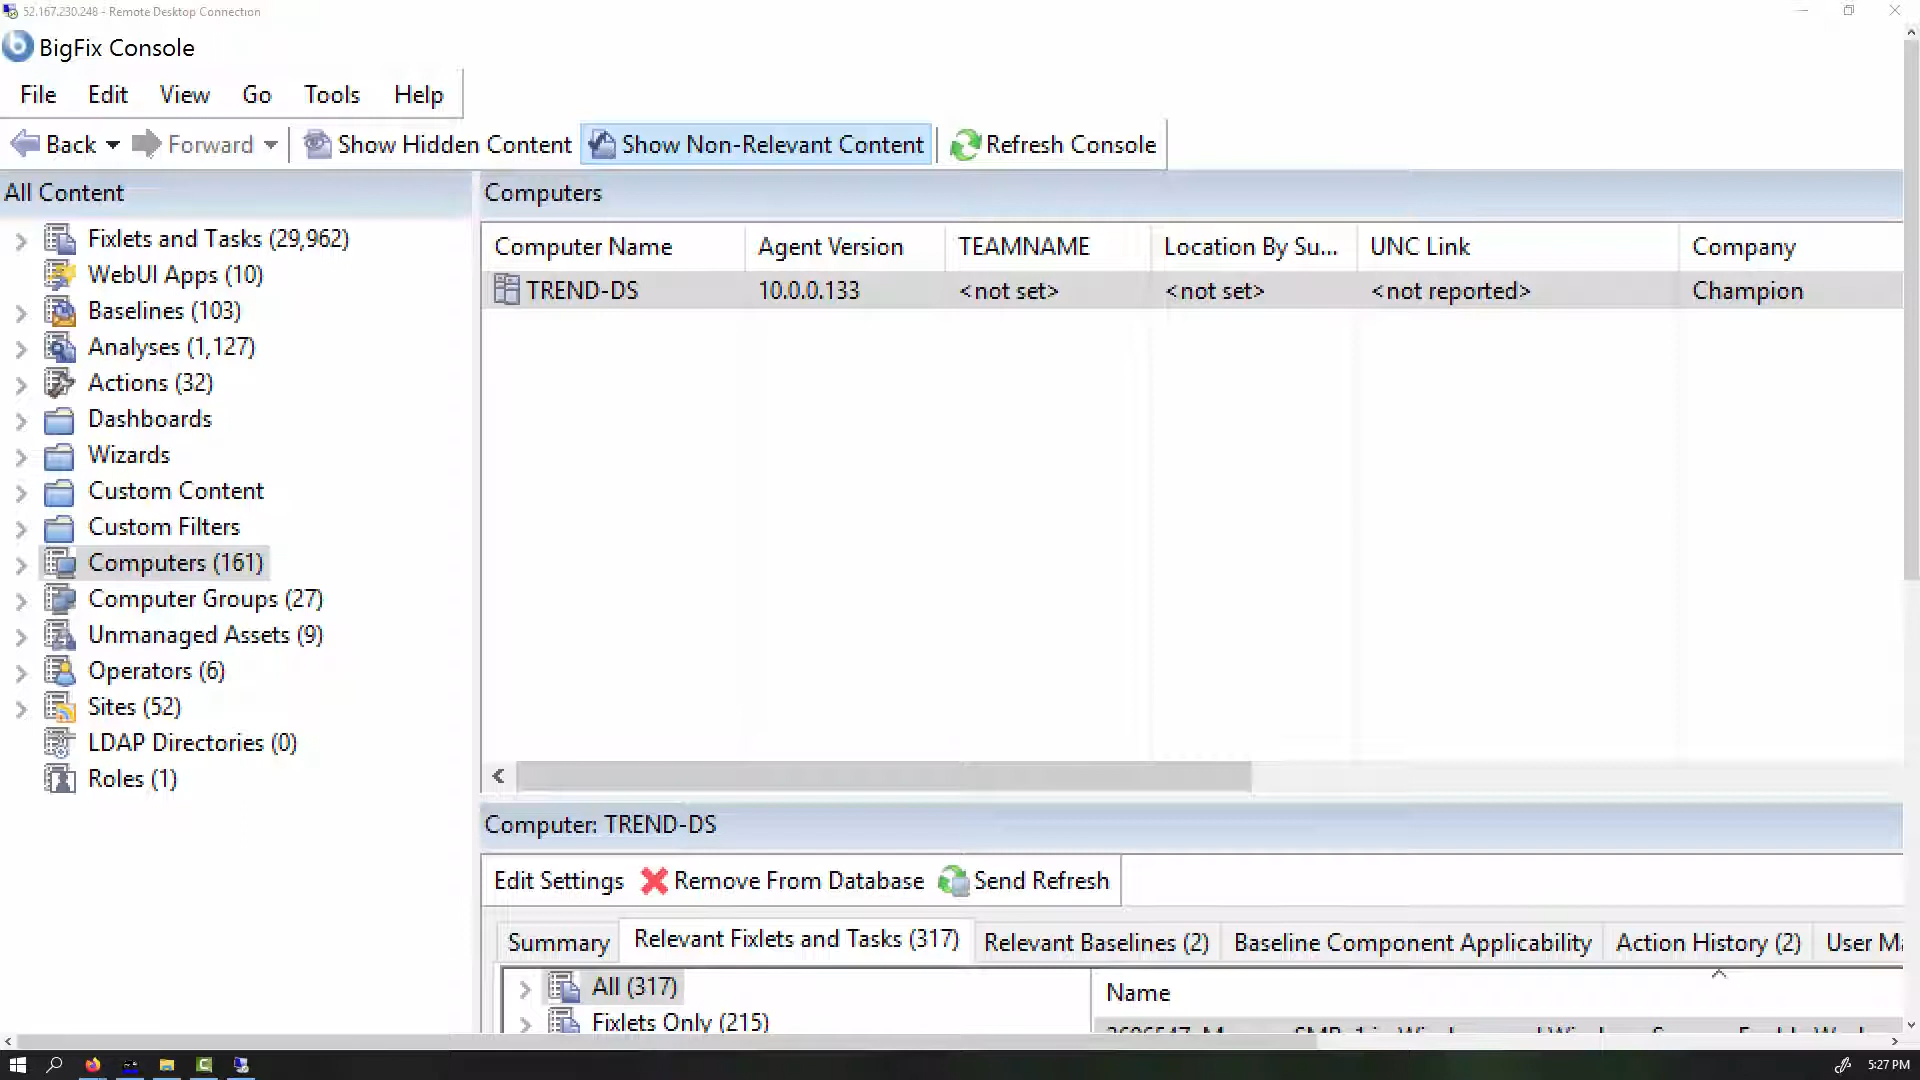 52.167.230.248 - Remote Desktop Connection
BigFix Console
File Edit View Go Tools Help
Back Forward Show Hidden Content Show Non-Relevant Content Refresh Console
All Content
Fixlets and Tasks (29,962)
WebUI Apps (10)
Baselines (103)
Analyses (1,127)
Actions (32)
Dashboards
Wizards
Custom Content
Custom Filters
Computers (161)
Computer Groups (27)
Unmanaged Assets (9)
Operators (6)
Sites (52)
LDAP Directories (0)
Roles (1)
Computers
Computer Name Agent Version TEAMNAME Location By Su... UNC Link Company
TREND-DS 10.0.0.133 <not set> <not set> <not reported> Champion
Computer: TREND-DS
Edit Settings Remove From Database Send Refresh
Summary Relevant Fixlets and Tasks (317) Relevant Baselines (2) Baseline Component Applicability Action History (2) User Ma
All (317)
Fixlets Only (215)
Name
5:27 PM